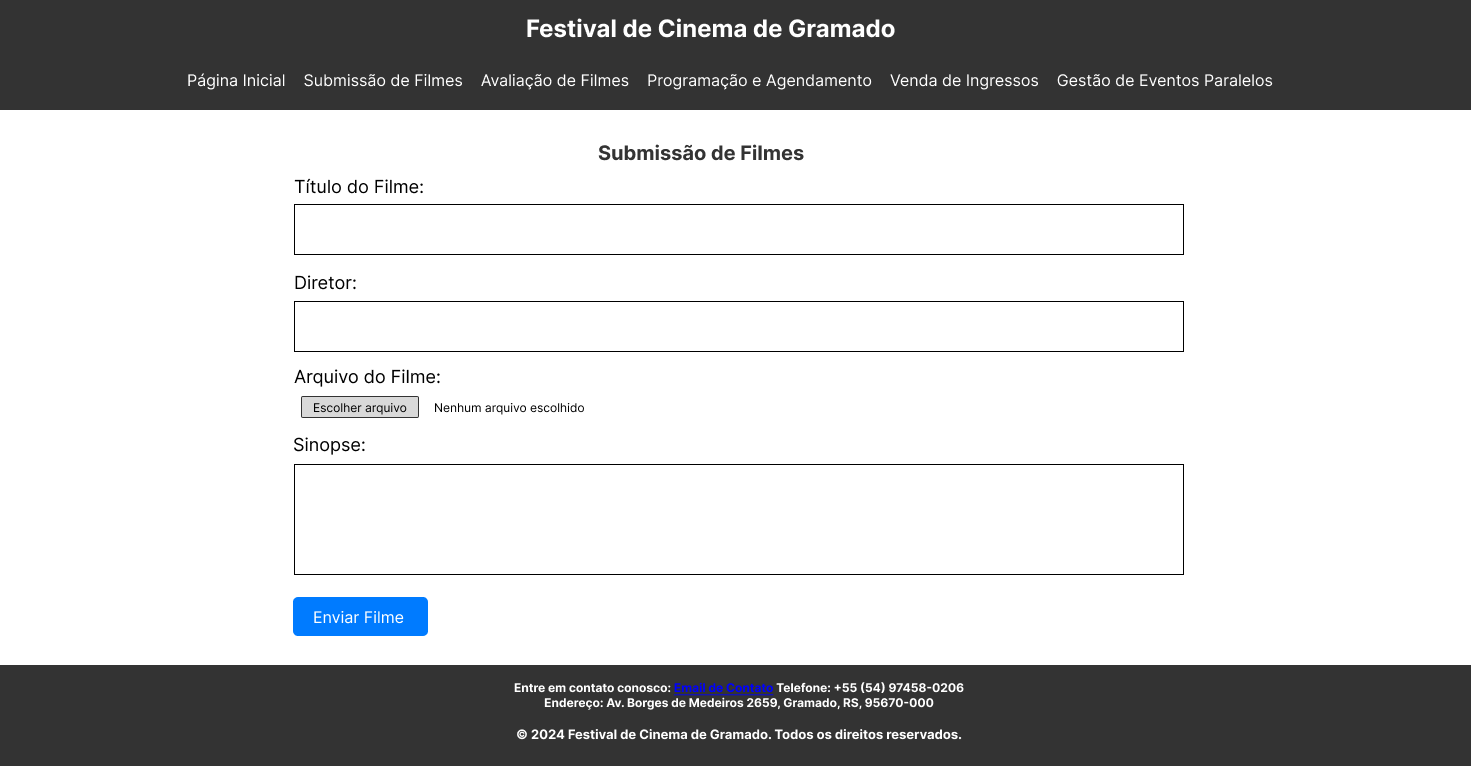 Festival de Cinema de Gramado
Página Inicial Submissão de Filmes Avaliação de Filmes Programação e Agendamento Venda de Ingressos Gestão de Eventos Paralelos
Submissão de Filmes
Título do Filme:
Diretor:
Arquivo do Filme:
Escolher arquivo Nenhum arquivo escolhido
Sinopse:
Enviar Filme
Entre em contato conosco: Email de Contato Telefone: +55 (54) 97458-0206
Endereço: Av. Borges de Medeiros 2659, Gramado, RS, 95670-000
© 2024 Festival de Cinema de Gramado. Todos os direitos reservados.